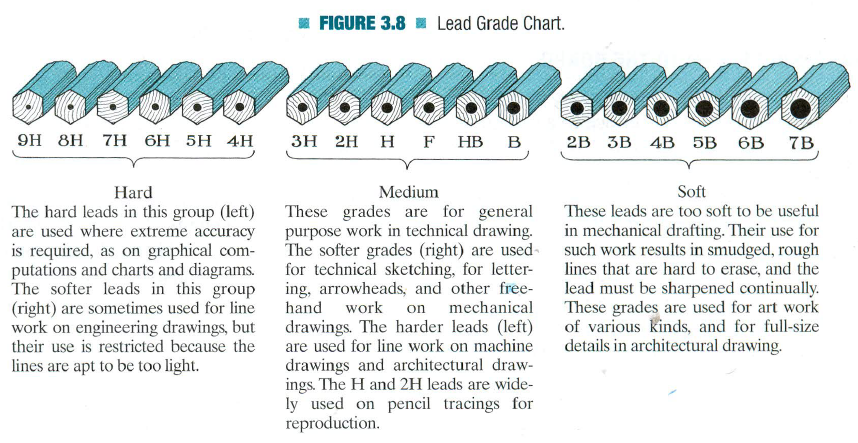 FIGURE 3.8 Lead Grade Chart.
9H 8H 7H 6H 5H 4H
3H 2H H F HB B
2B 3B 4B 5B 6B 7B
Hard
The hard leads in this group (left)
are used where extreme accuracy
is required, as on graphical com-
putations and charts and diagrams.
The softer leads in this group
(right) are sometimes used for line
work on engineering drawings, but
their use is restricted because the
lines are apt to be too light.
Medium
These grades are for general
purpose work in technical drawing.
The softer grades (right) are used
for technical sketching, for letter-
ing, arrowheads, and other free-
hand work on mechanical
drawings. The harder leads (left)
are used for line work on machine
drawings and architectural draw-
ings. The H and 2H leads are wide-
ly used on pencil tracings for
reproduction.
Soft
These leads are too soft to be useful
in mechanical drafting. Their use for
such work results in smudged, rough
lines that are hard to erase, and the
lead must be sharpened continually.
These grades are used for art work
of various kinds, and for full-size
details in architectural drawing.